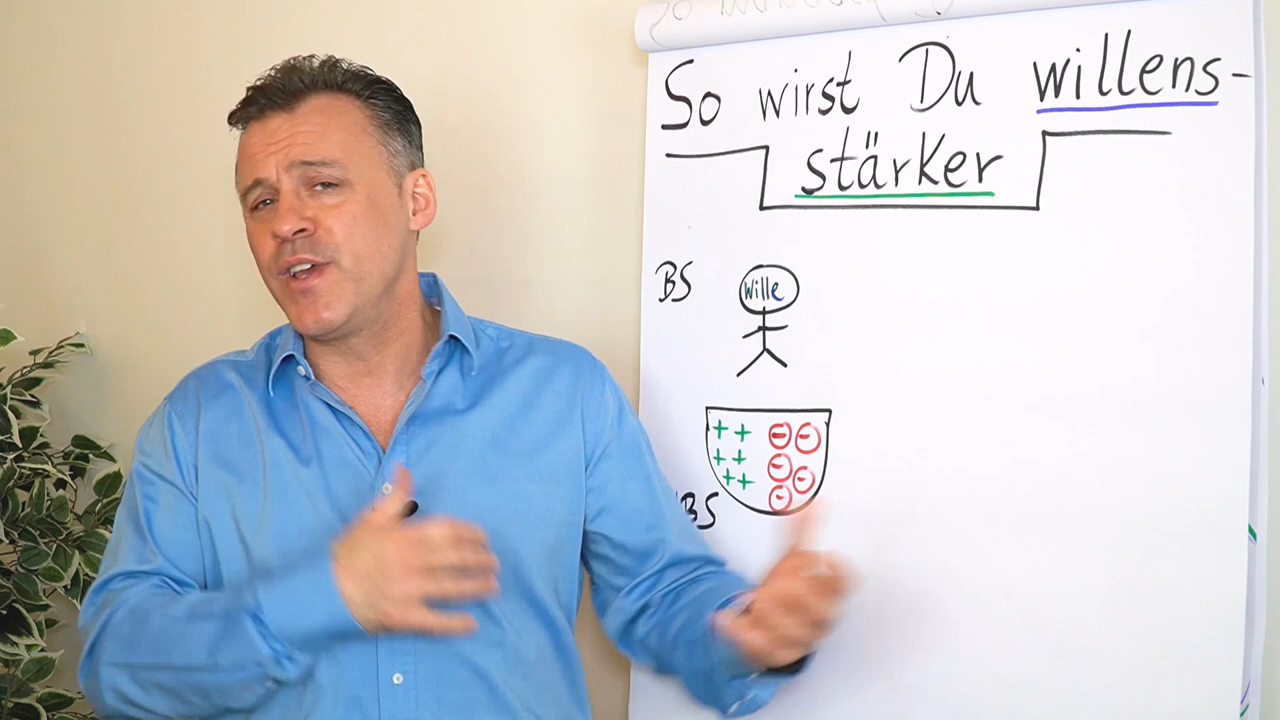 So wirst Du willens-
stärker
BS
Wille
+ +
+ +
+ +
- -
-
-
-
BS